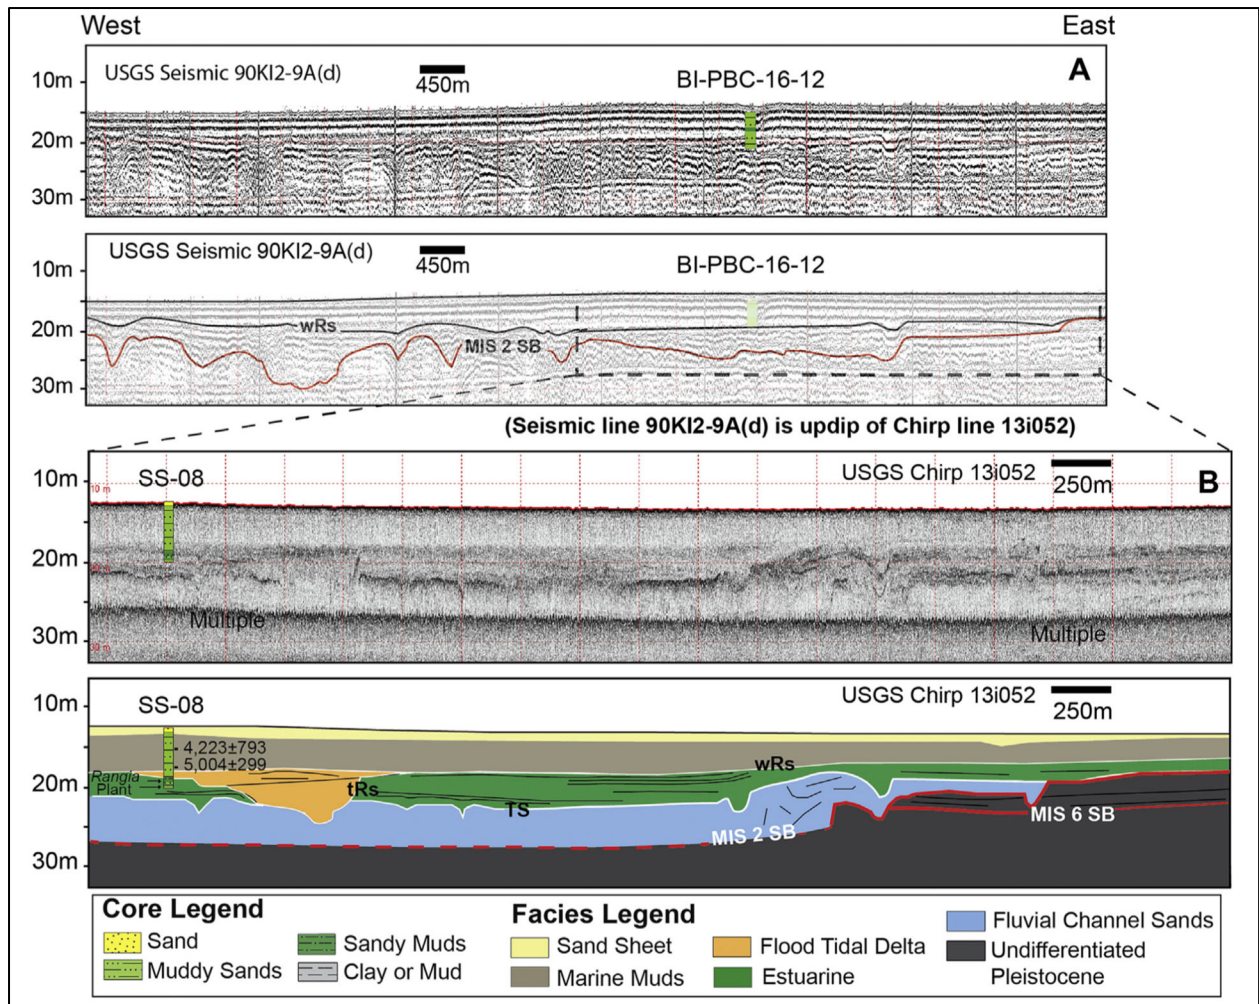 West
East
USGS Seismic 90KI2-9A(d)
450m
BI-PBC-16-12
A
10m
20m
30m
USGS Seismic 90KI2-9A(d)
450m
BI-PBC-16-12
10m
20m
30m
wRs
MIS 2 SB
(Seismic line 90KI2-9A(d) is updip of Chirp line 13i052)
10m
SS-08
USGS Chirp 13i052
250m
B
10 m
20m
30m
Multiple
Multiple
10m
SS-08
USGS Chirp 13i052
250m
4,223±793
5,004±299
wRs
Rangia
Plant
20m
tRs
TS
MIS 2 SB
MIS 6 SB
30m
Core Legend
Sand
Muddy Sands
Sandy Muds
Clay or Mud
Facies Legend
Sand Sheet
Marine Muds
Flood Tidal Delta
Estuarine
Fluvial Channel Sands
Undifferentiated
Pleistocene